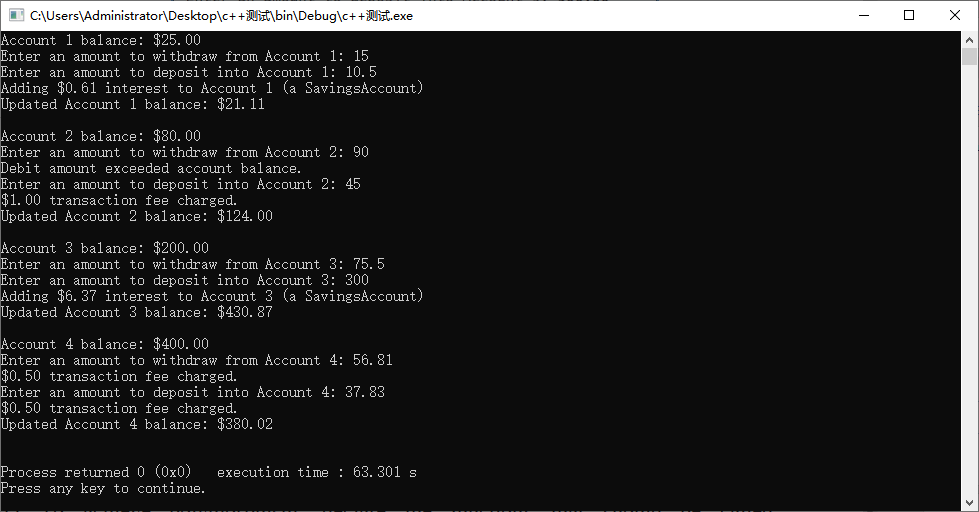 C:\Users\Administrator\Desktop\c++测试\bin\Debug\c++测试.exe
Account 1 balance: $25.00
Enter an amount to withdraw from Account 1: 15
Enter an amount to deposit into Account 1: 10.5
Adding $0.61 interest to Account 1 (a SavingsAccount)
Updated Account 1 balance: $21.11
Account 2 balance: $80.00
Enter an amount to withdraw from Account 2: 90
Debit amount exceeded account balance.
Enter an amount to deposit into Account 2: 45
$1.00 transaction fee charged.
Updated Account 2 balance: $124.00
Account 3 balance: $200.00
Enter an amount to withdraw from Account 3: 75.5
Enter an amount to deposit into Account 3: 300
Adding $6.37 interest to Account 3 (a SavingsAccount)
Updated Account 3 balance: $430.87
Account 4 balance: $400.00
Enter an amount to withdraw from Account 4: 56.81
$0.50 transaction fee charged.
Enter an amount to deposit into Account 4: 37.83
$0.50 transaction fee charged.
Updated Account 4 balance: $380.02
Process returned 0 (0x0)   execution time : 63.301 s
Press any key to continue.